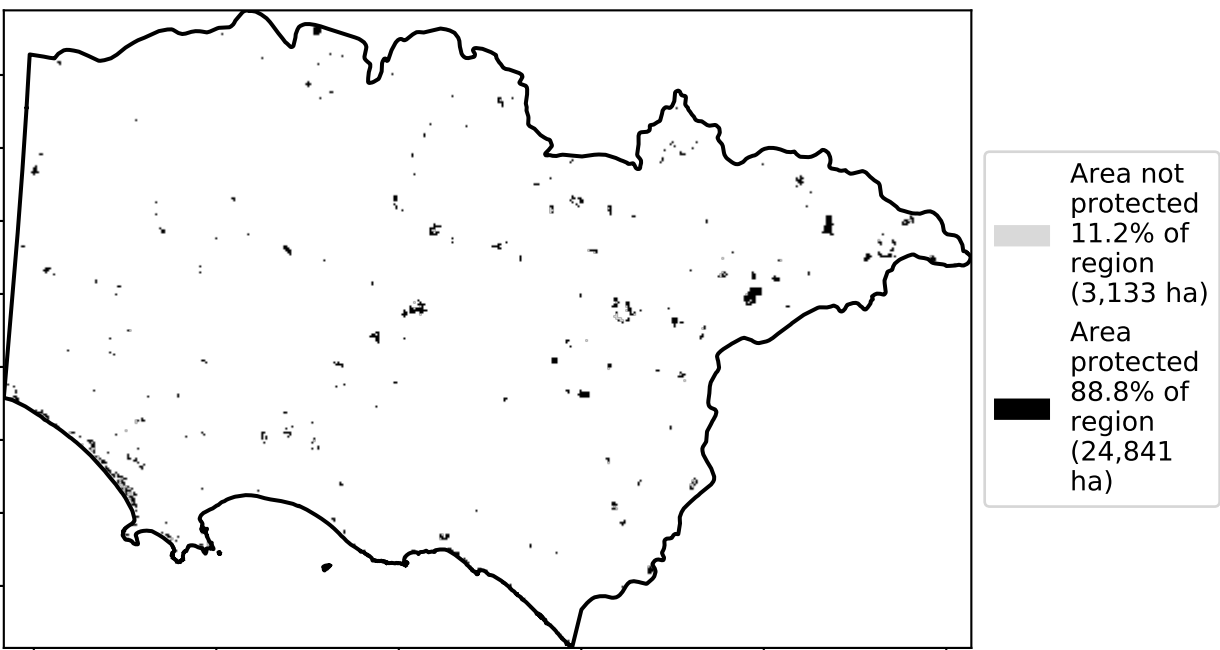 Area not
protected
11.2% of
region
(3,133 ha)
Area
protected
88.8% of
region
(24,841
ha)